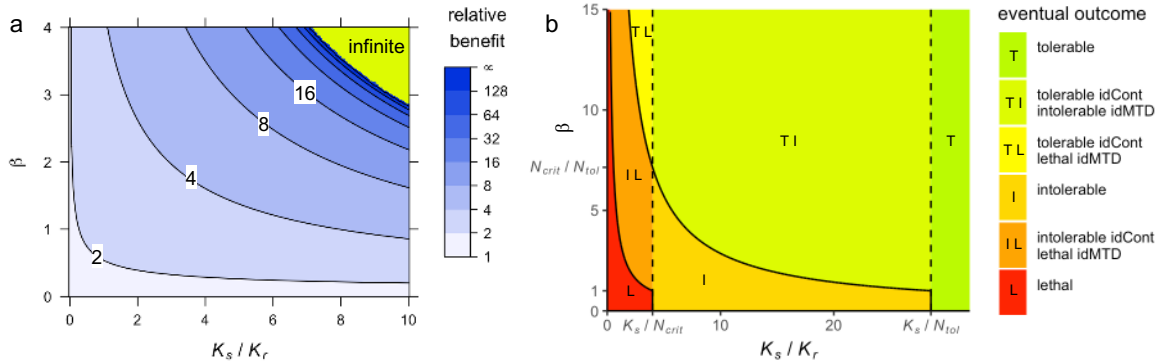 a
relative
benefit
infinite
16
8
4
2
4
3
2
1
0
β
0
2
4
6
8
10
K_s / K_r
∞
128
64
32
16
8
4
2
1
b
15
10
N_crit / N_tol
5
1
0
β
T L
T I
T
I L
I
L
0
K_s / N_crit
10
20
K_s / N_tol
K_s / K_r
eventual outcome
T
tolerable
T I
tolerable idCont
intolerable idMTD
T L
tolerable idCont
lethal idMTD
I
intolerable
I L
intolerable idCont
lethal idMTD
L
lethal